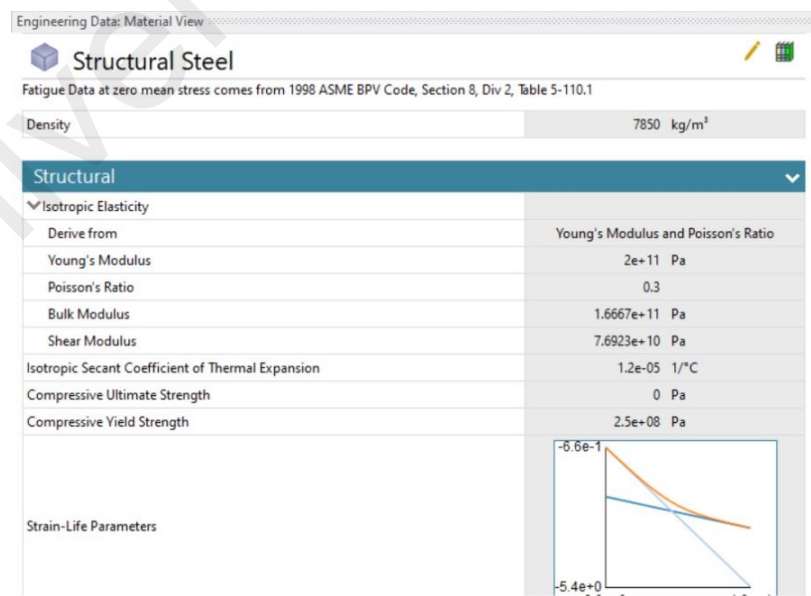 Engineering Data: Material View
Structural Steel
Fatigue Data at zero mean stress comes from 1998 ASME BPV Code, Section 8, Div 2, Table 5-110.1
Density 7850 kg/m³
Structural
Isotropic Elasticity
Derive from Young's Modulus and Poisson's Ratio
Young's Modulus 2e+11 Pa
Poisson's Ratio 0.3
Bulk Modulus 1.6667e+11 Pa
Shear Modulus 7.6923e+10 Pa
Isotropic Secant Coefficient of Thermal Expansion 1.2e-05 1/°C
Compressive Ultimate Strength 0 Pa
Compressive Yield Strength 2.5e+08 Pa
-6.6e-1
Strain-Life Parameters
-5.4e+0